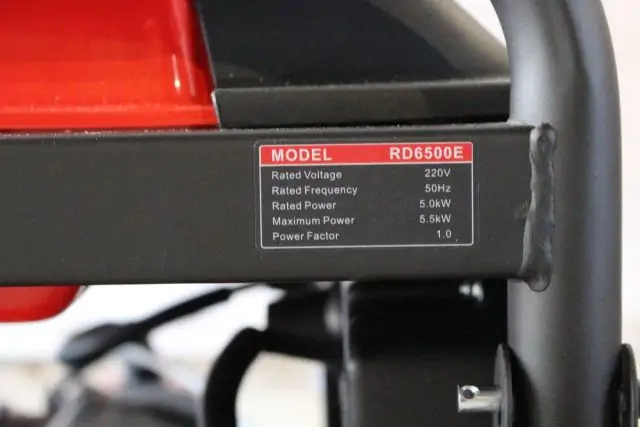 MODEL RD6500E
Rated Voltage 220V
Rated Frequency 50Hz
Rated Power 5.0kW
Maximum Power 5.5kW
Power Factor 1.0